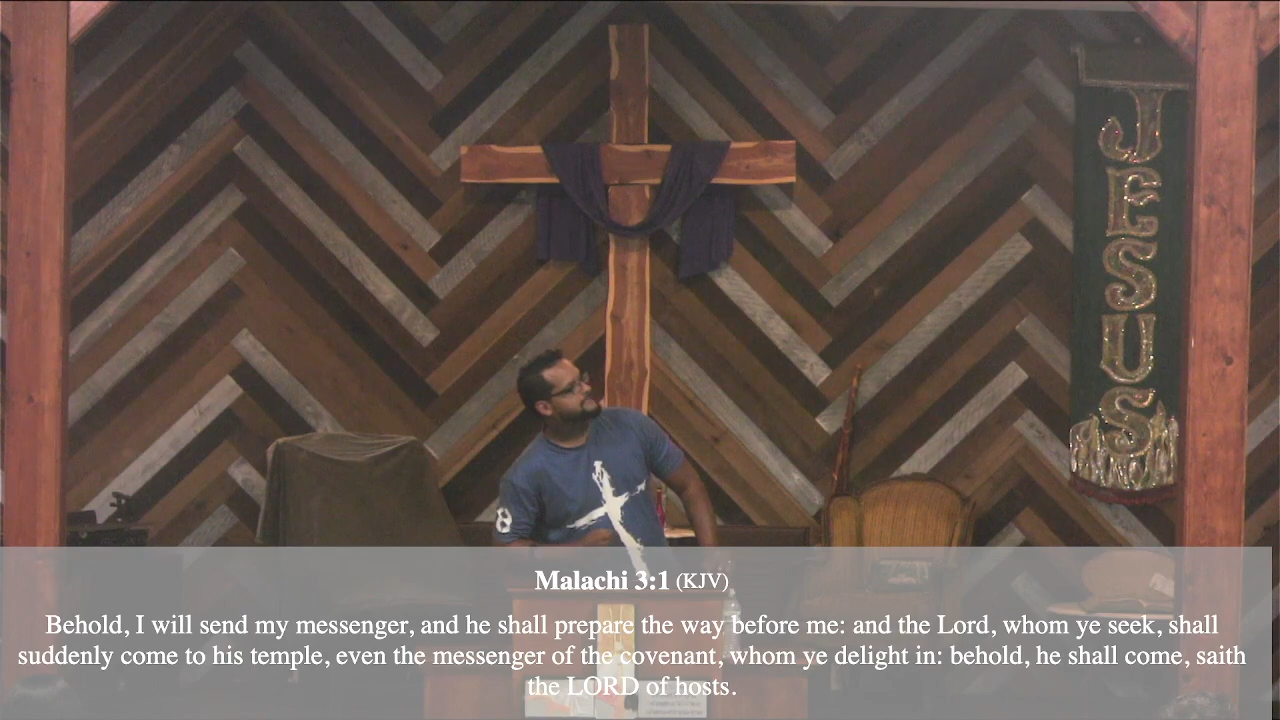 JESUS
8
Malachi 3:1 (KJV)
Behold, I will send my messenger, and he shall prepare the way before me: and the Lord, whom ye seek, shall
suddenly come to his temple, even the messenger of the covenant, whom ye delight in: behold, he shall come, saith
the LORD of hosts.